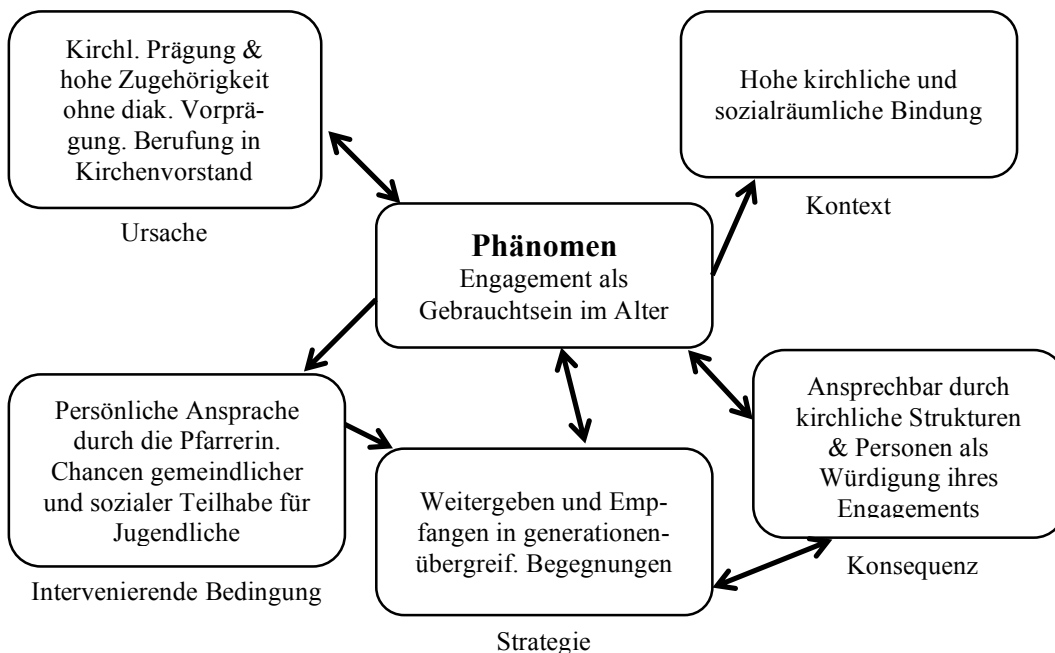 Kirchl. Prägung &
hohe Zugehörigkeit
ohne diak. Vorprä-
gung. Berufung in
Kirchenvorstand
Ursache
Hohe kirchliche und
sozialräumliche Bindung
Kontext
Phänomen
Engagement als
Gebrauchtsein im Alter
Persönliche Ansprache
durch die Pfarrerin.
Chancen gemeindlicher
und sozialer Teilhabe für
Jugendliche
Intervenierende Bedingung
Weitergeben und Emp-
fangen in generationen-
übergreif. Begegnungen
Strategie
Ansprechbar durch
kirchliche Strukturen
& Personen als
Würdigung ihres
Engagements
Konsequenz